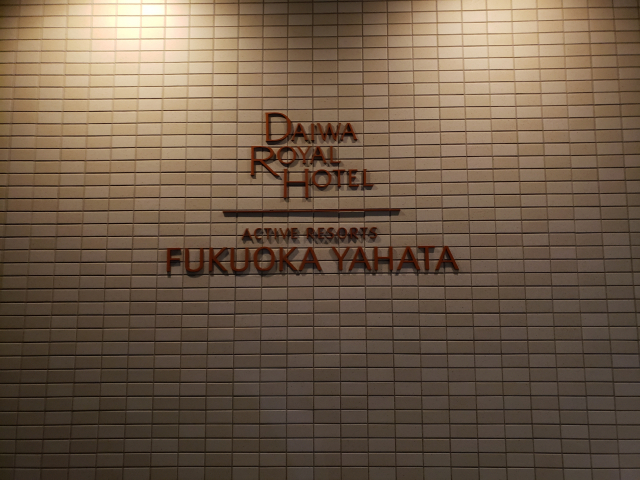 DAIWA
ROYAL
HOTEL
ACTIVE RESORTS
FUKUOKA YAHATA